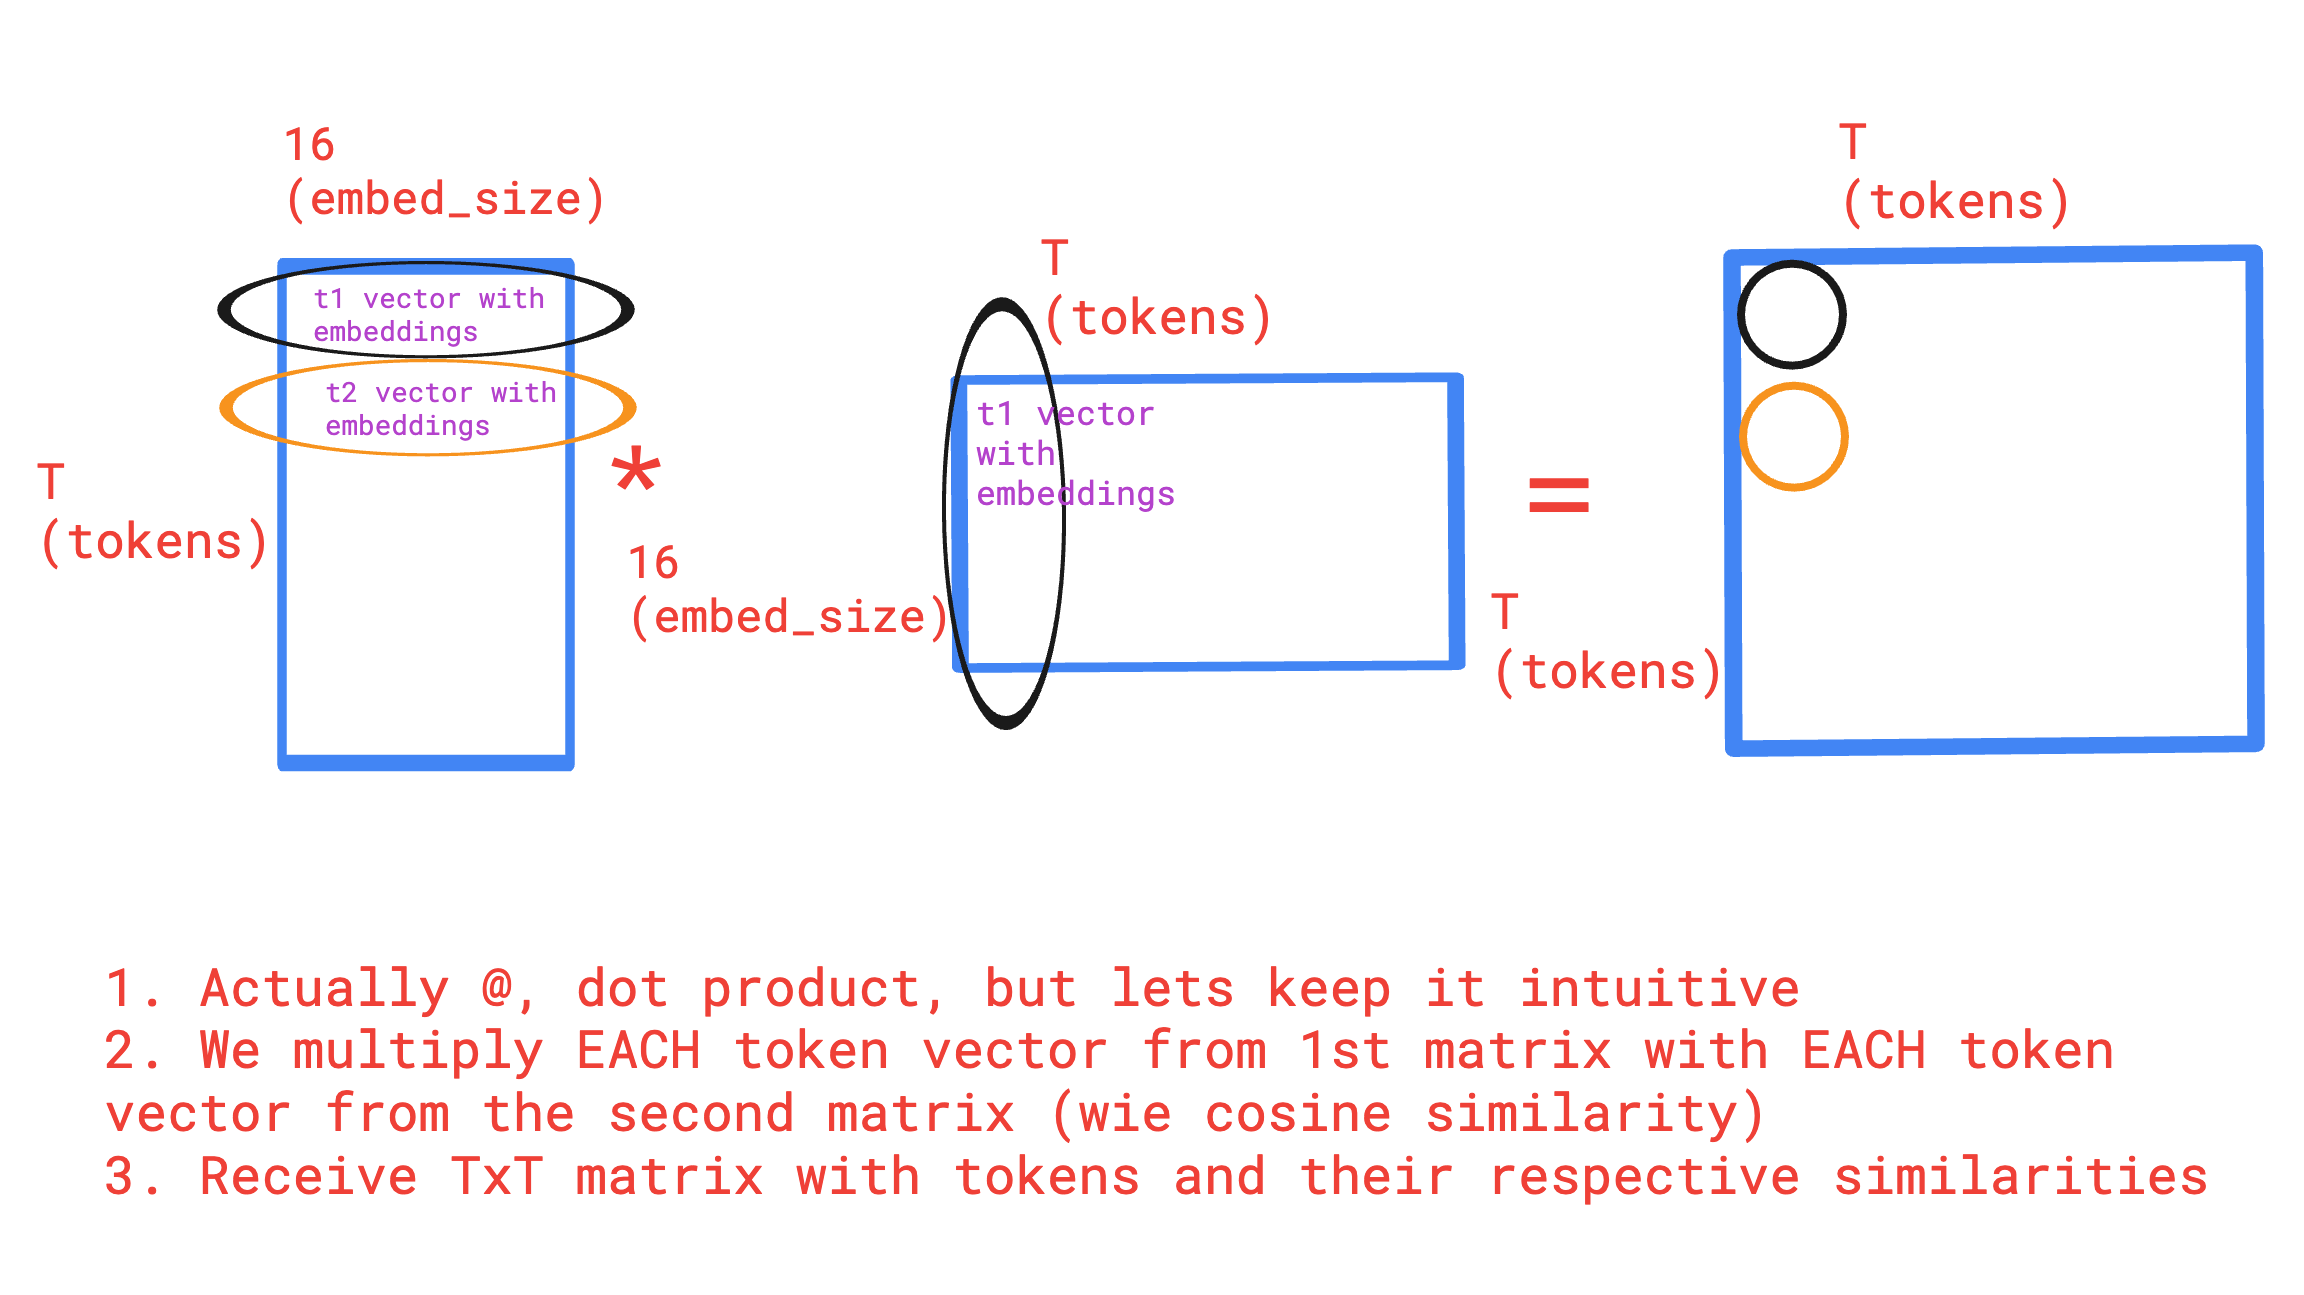 16
(embed_size)
T
(tokens)
T
(tokens)
t1 vector with
embeddings
t2 vector with
embeddings
t1 vector
with
embeddings
T
(tokens)
*
=
16
(embed_size)
T
(tokens)
1. Actually @, dot product, but lets keep it intuitive
2. We multiply EACH token vector from 1st matrix with EACH token
vector from the second matrix (wie cosine similarity)
3. Receive TxT matrix with tokens and their respective similarities